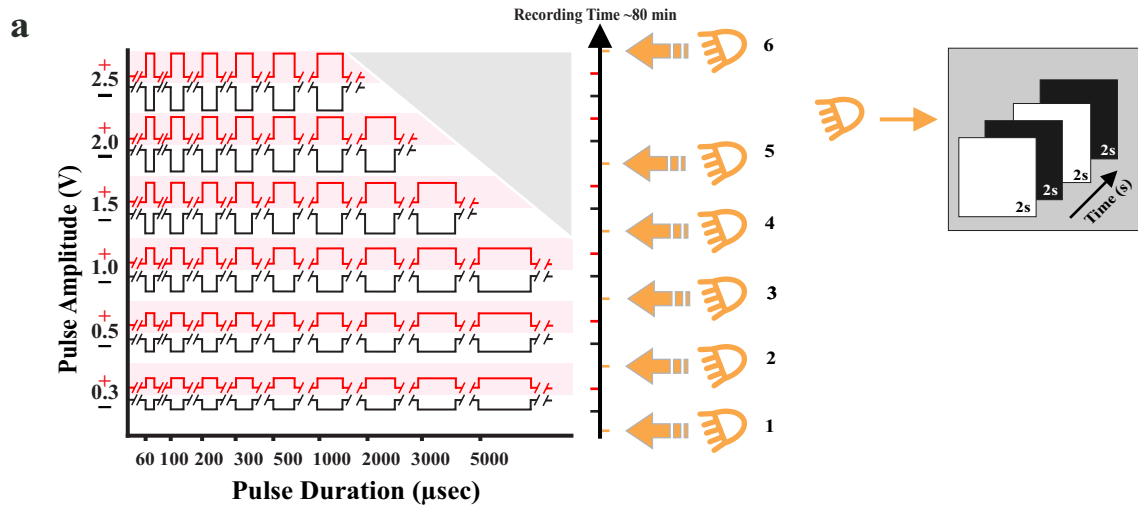 a
Recording Time ~80 min
Pulse Amplitude (V)
+
2.5
−
+
2.0
−
+
1.5
−
+
1.0
−
+
0.5
−
+
0.3
−
60 100 200 300 500 1000 2000 3000 5000
Pulse Duration (µsec)
6
5
4
3
2
1
2s
2s
2s
2s
Time (s)